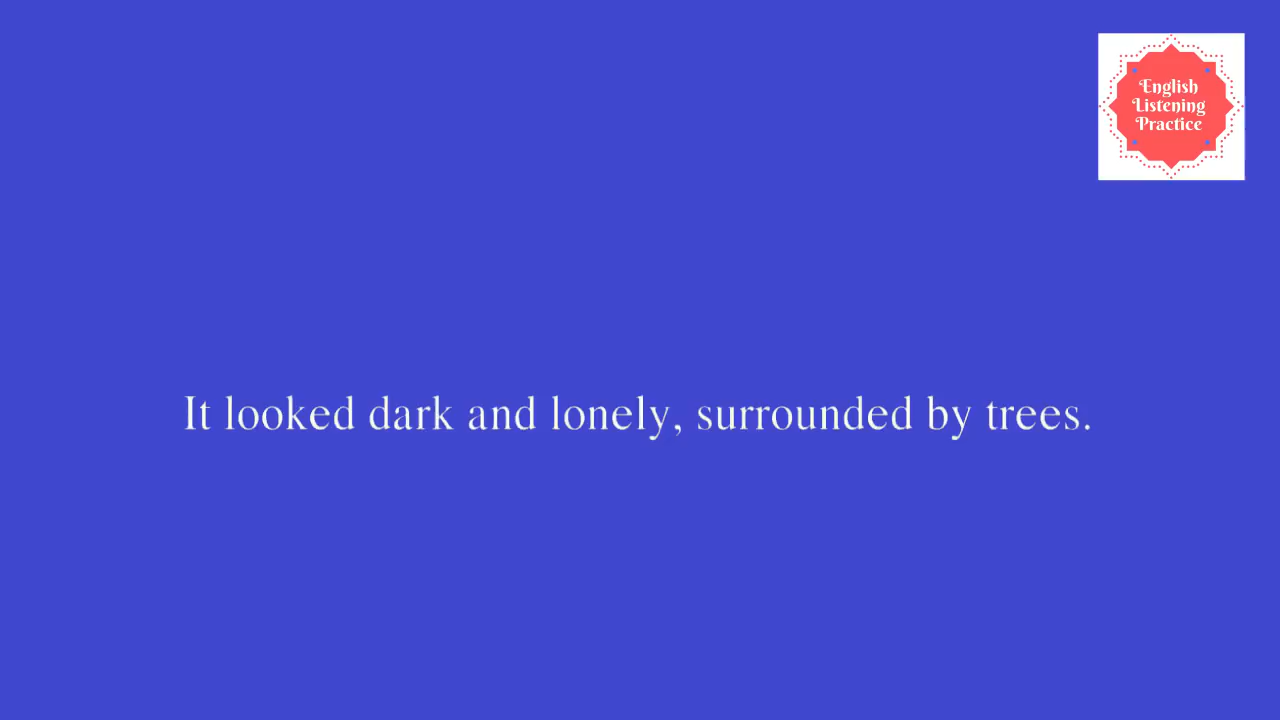 English
Listening
Practice
It looked dark and lonely, surrounded by trees.